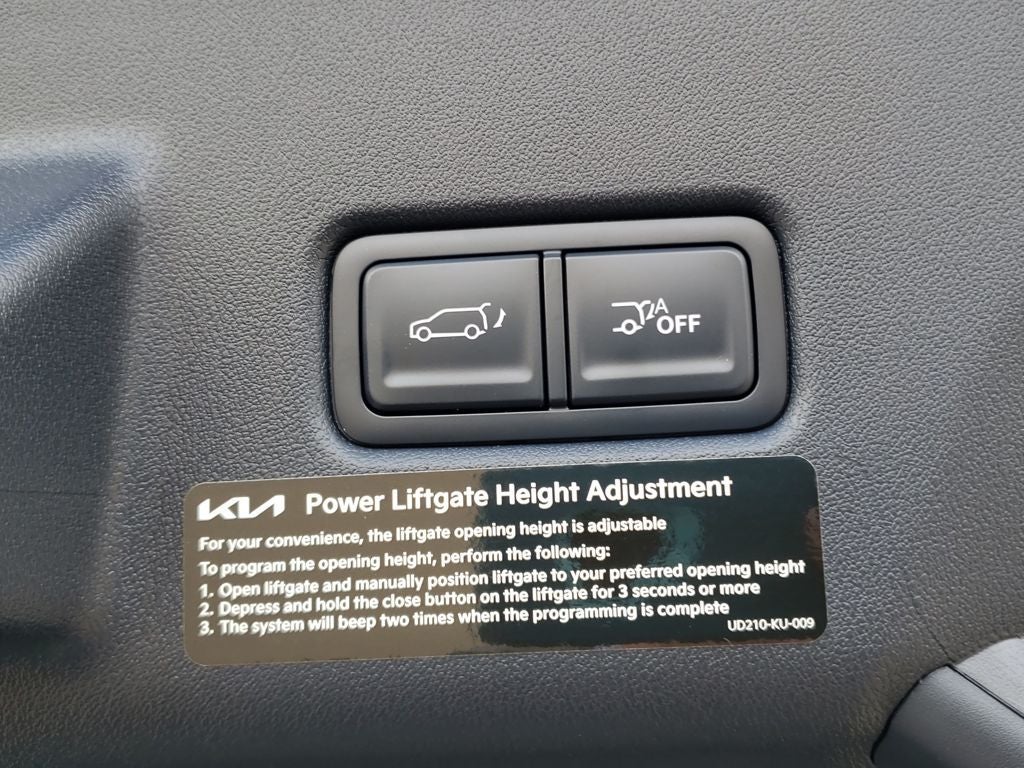 A
OFF
KIA Power Liftgate Height Adjustment
For your convenience, the liftgate opening height is adjustable
To program the opening height, perform the following:
1. Open liftgate and manually position liftgate to your preferred opening height
2. Depress and hold the close button on the liftgate for 3 seconds or more
3. The system will beep two times when the programming is complete
UD210-KU-009